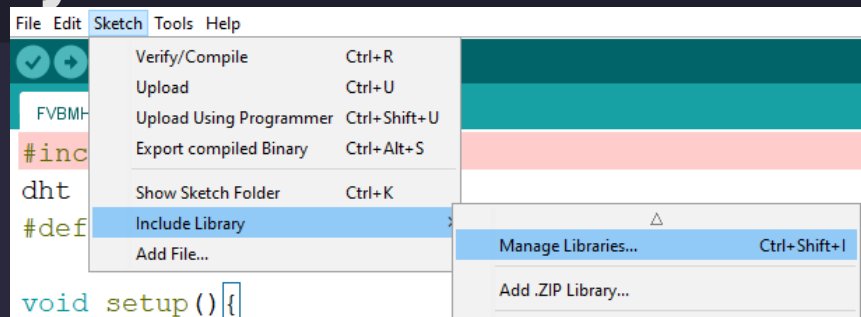 File Edit Sketch Tools Help
Verify/Compile Ctrl+R
Upload Ctrl+U
Upload Using Programmer Ctrl+Shift+U
Export compiled Binary Ctrl+Alt+S
Show Sketch Folder Ctrl+K
Include Library
Add File...
Manage Libraries... Ctrl+Shift+I
Add .ZIP Library...
FVBMH
#inc
dht
#def
void setup(){